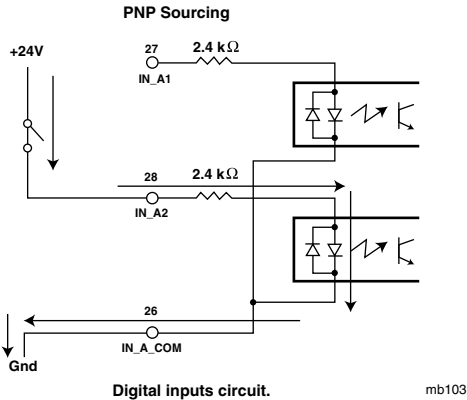 PNP Sourcing
+24V
27
2.4 kΩ
IN_A1
28
2.4 kΩ
IN_A2
26
IN_A_COM
Gnd
Digital inputs circuit.
mb103